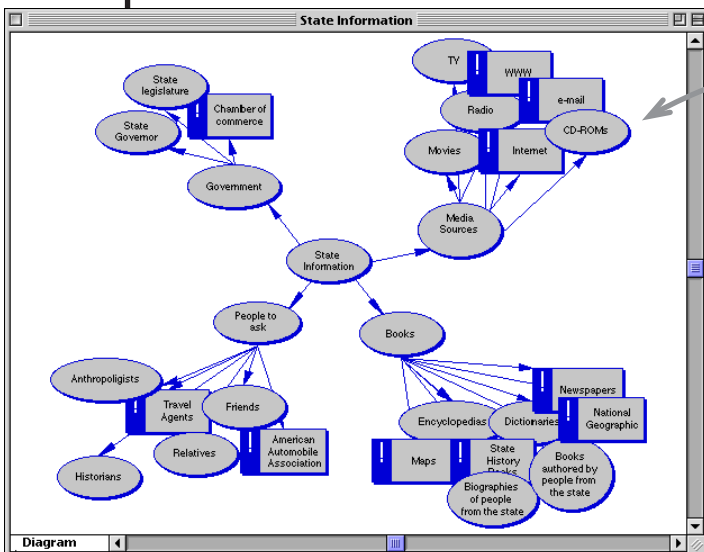 State Information
State
legislature
Chamber of
commerce
State
Governor
Government
TY
WWW
e-mail
Radio
CD-ROMs
Movies
Internet
Media
Sources
State
Information
People to
ask
Books
Anthropoligists
Travel
Agents
Friends
Historians
Relatives
American
Automobile
Association
Newspapers
National
Geographic
Encyclopedias
Dictionaries
Maps
State
History
Books
Books
authored by
people from
the state
Biographies
of people
from the state
Diagram